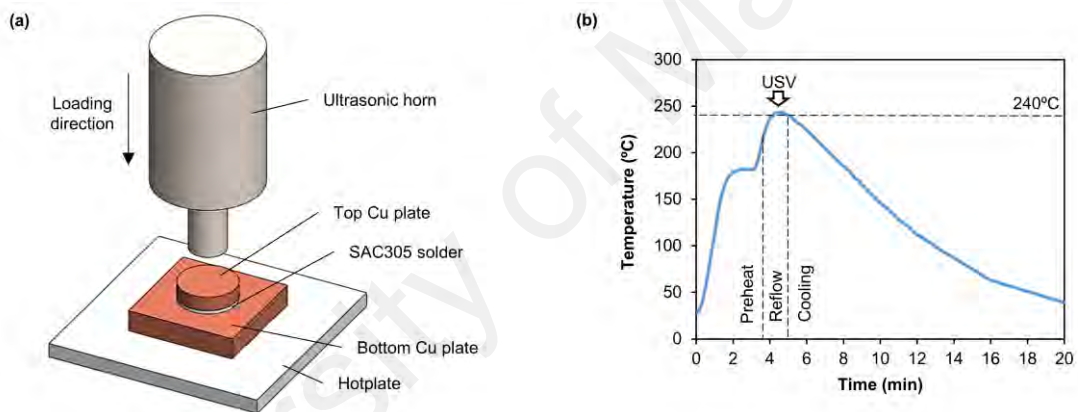 (a)
Loading
direction
Ultrasonic horn
Top Cu plate
SAC305 solder
Bottom Cu plate
Hotplate
(b)
300
250
200
150
100
50
0
Temperature (ºC)
USV
240ºC
Preheat
Reflow
Cooling
0 2 4 6 8 10 12 14 16 18 20
Time (min)